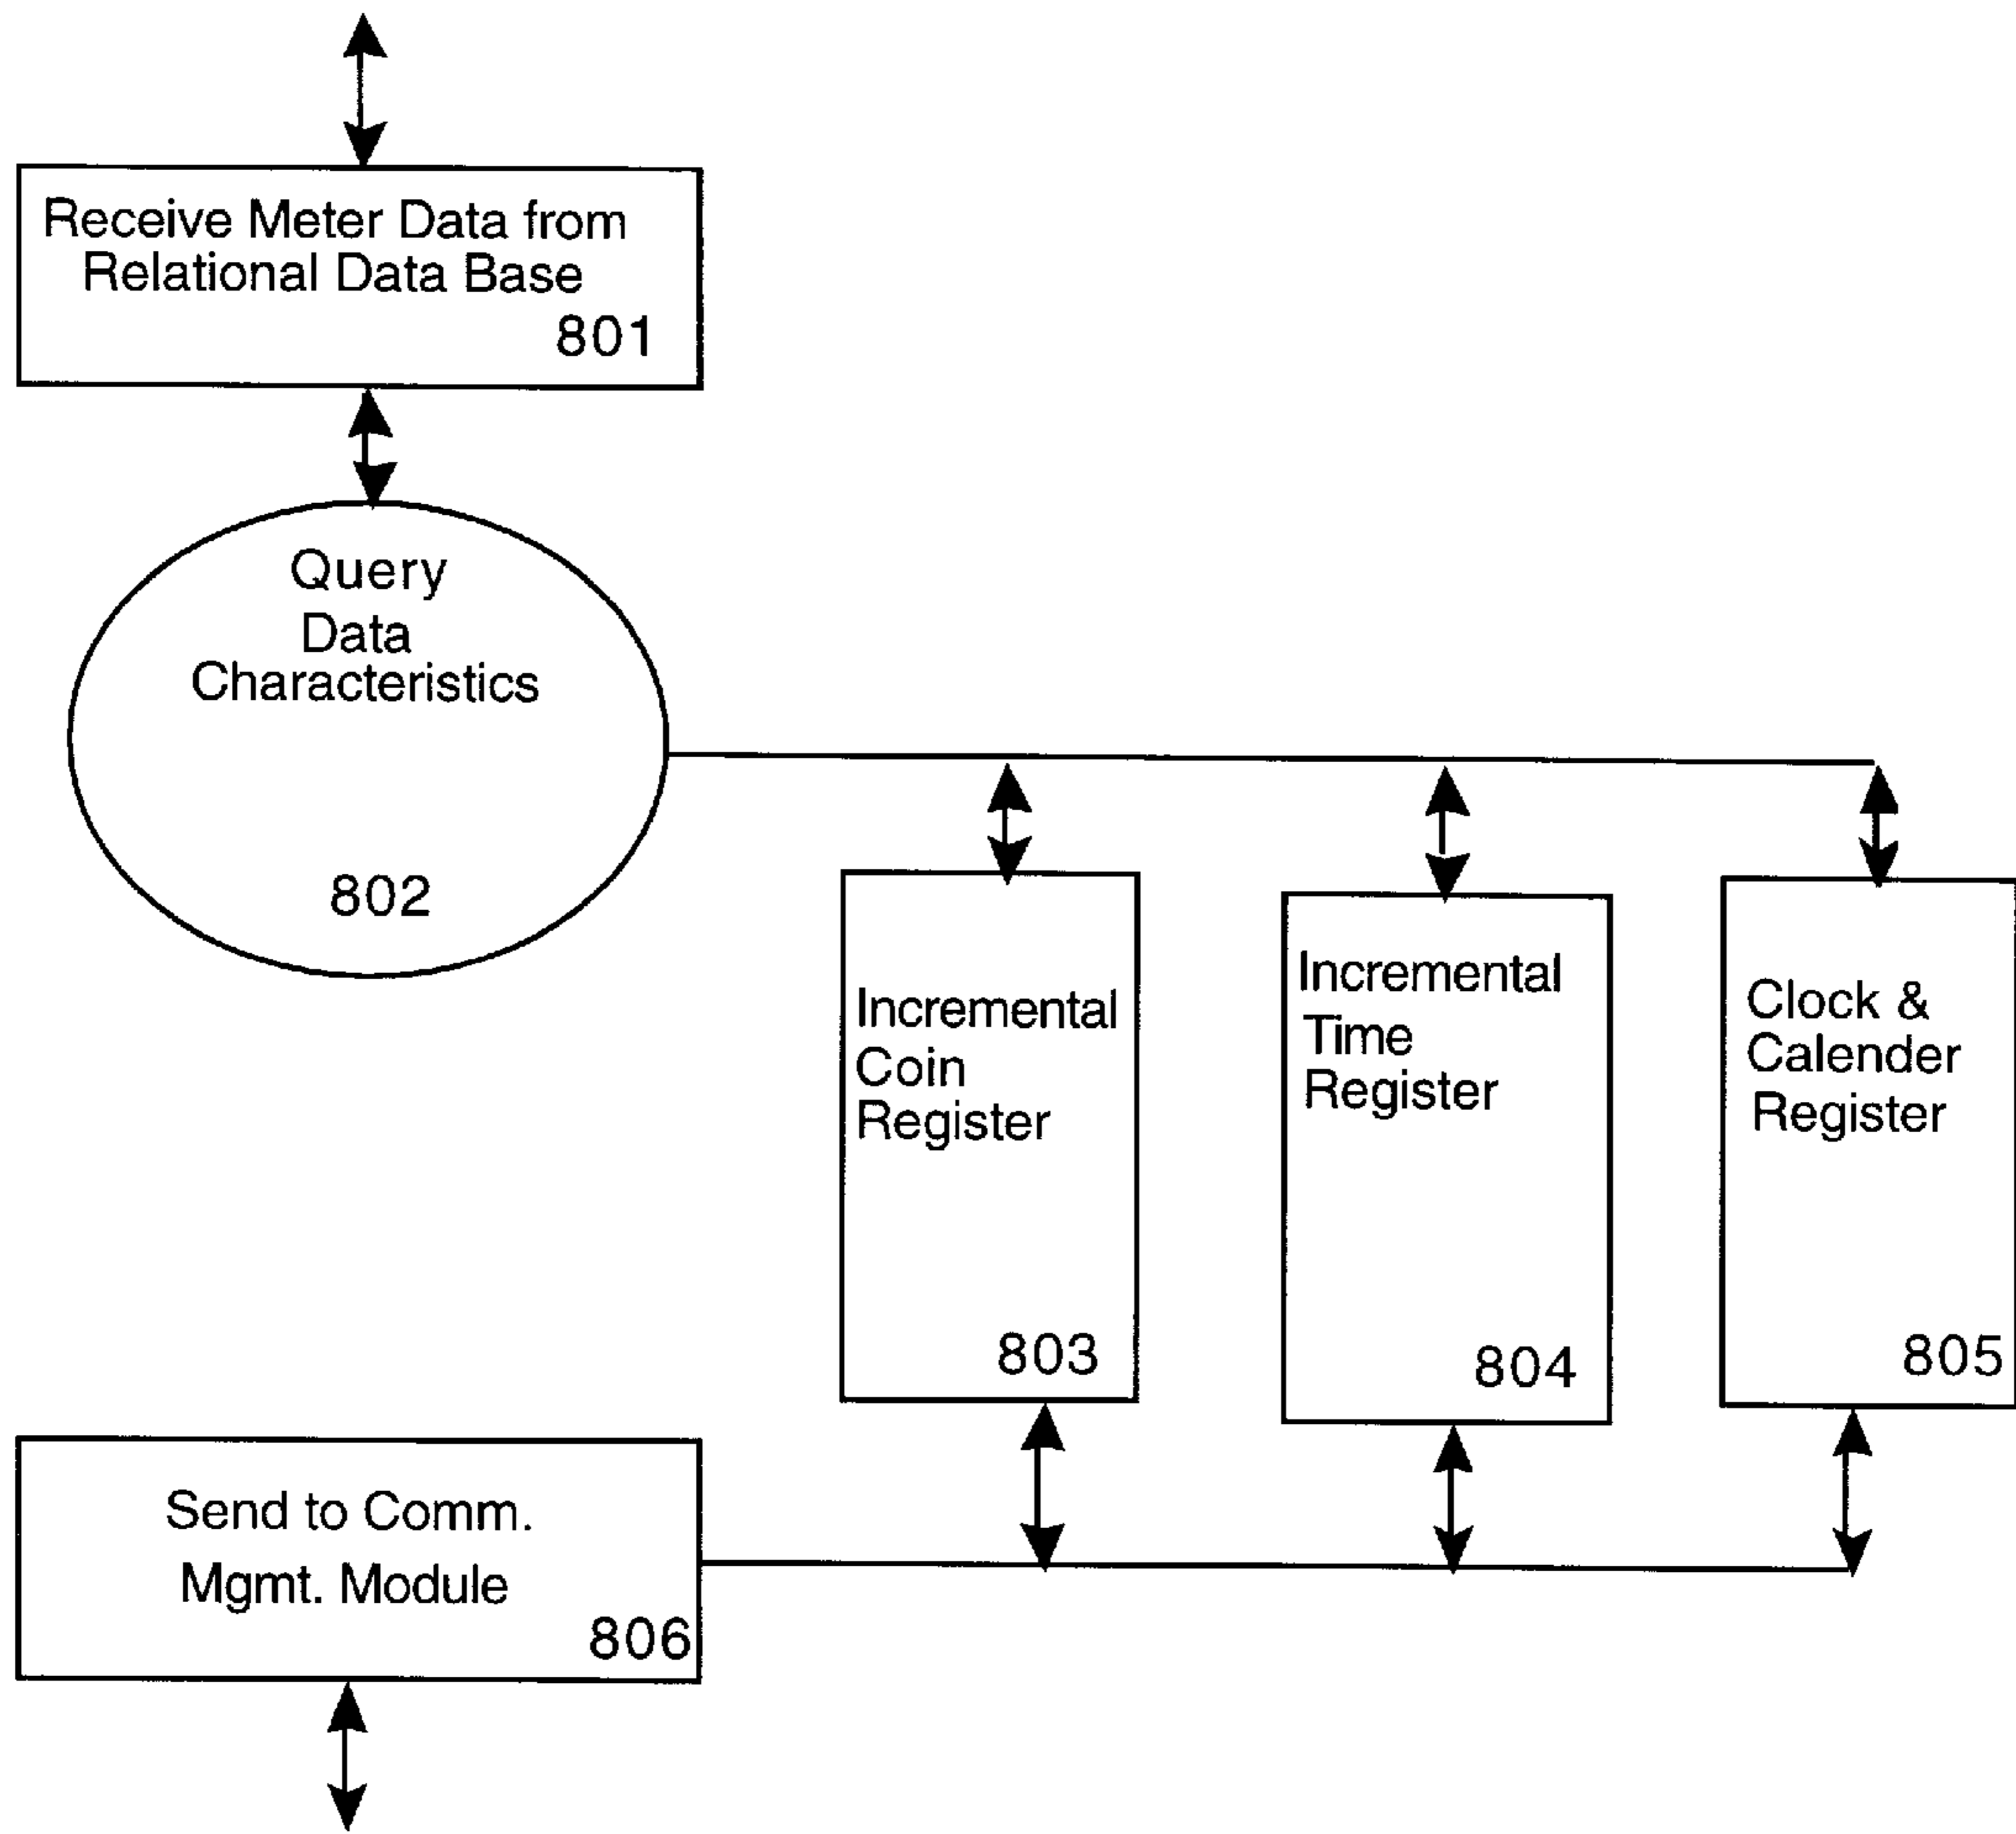 Receive Meter Data from
Relational Data Base
801
Query
Data
Characteristics
802
Incremental
Coin
Register
803
Incremental
Time
Register
804
Clock &
Calender
Register
805
Send to Comm.
Mgmt. Module
806